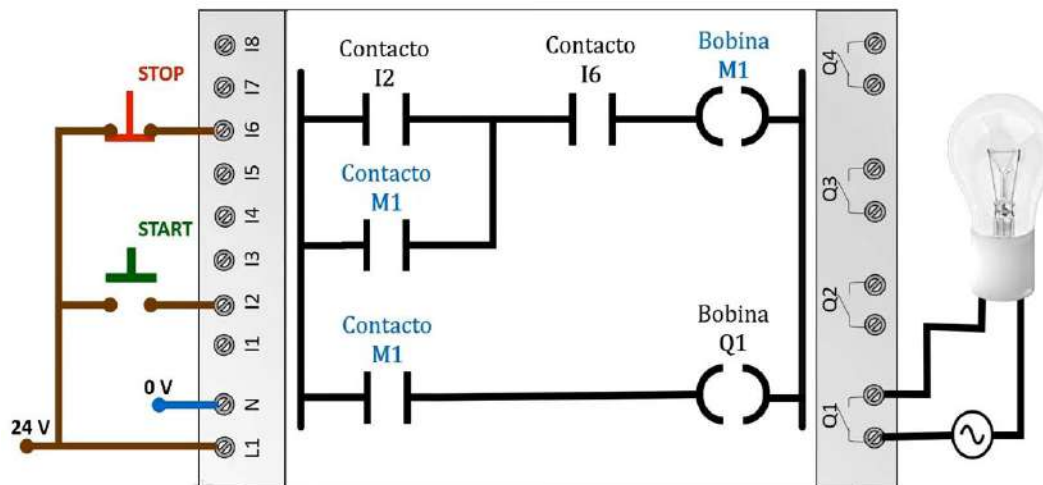 STOP
START
0 V
24 V
I8
I7
I6
I5
I4
I3
I2
I1
N
L1
Contacto
I2
Contacto
I6
Bobina
M1
Contacto
M1
Contacto
M1
Bobina
Q1
Q4
Q3
Q2
Q1